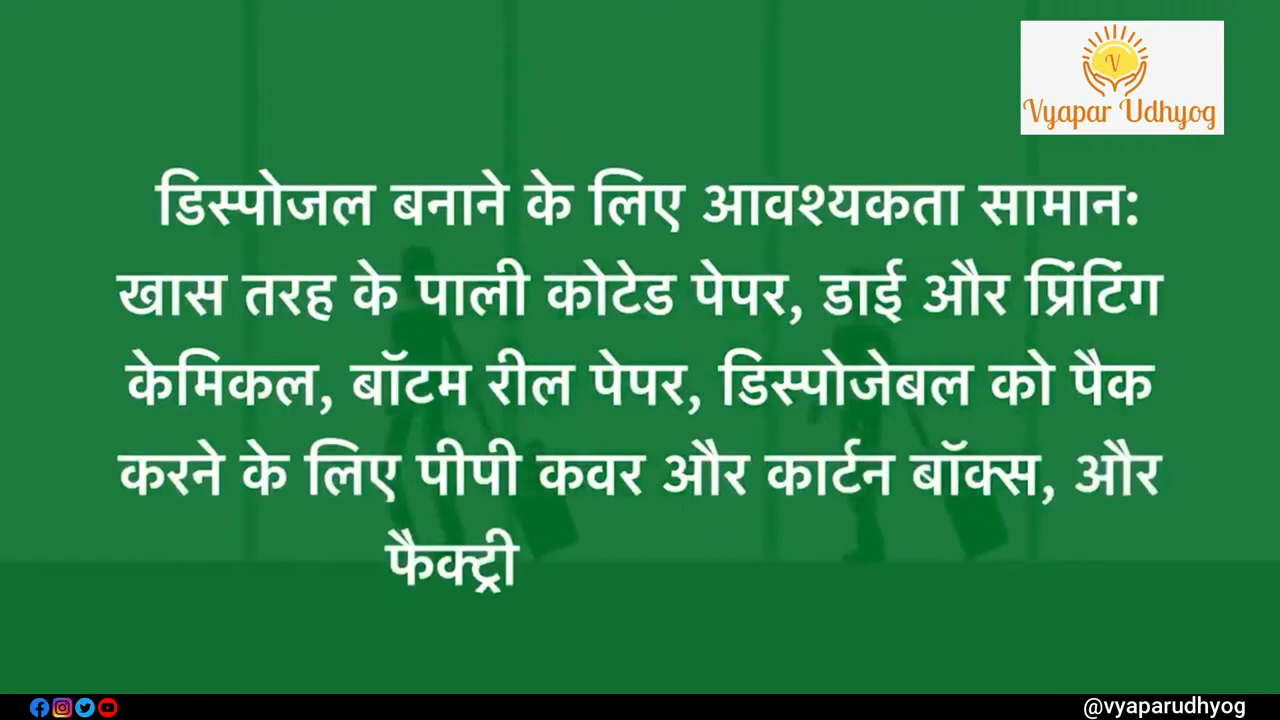 V
Vyapar Udhyog
डिस्पोजल बनाने के लिए आवश्यकता सामान:
खास तरह के पाली कोटेड पेपर, डाई और प्रिंटिंग
केमिकल, बॉटम रील पेपर, डिस्पोजेबल को पैक
करने के लिए पीपी कवर और कार्टन बॉक्स, और
फैक्ट्री
@vyaparudhyog